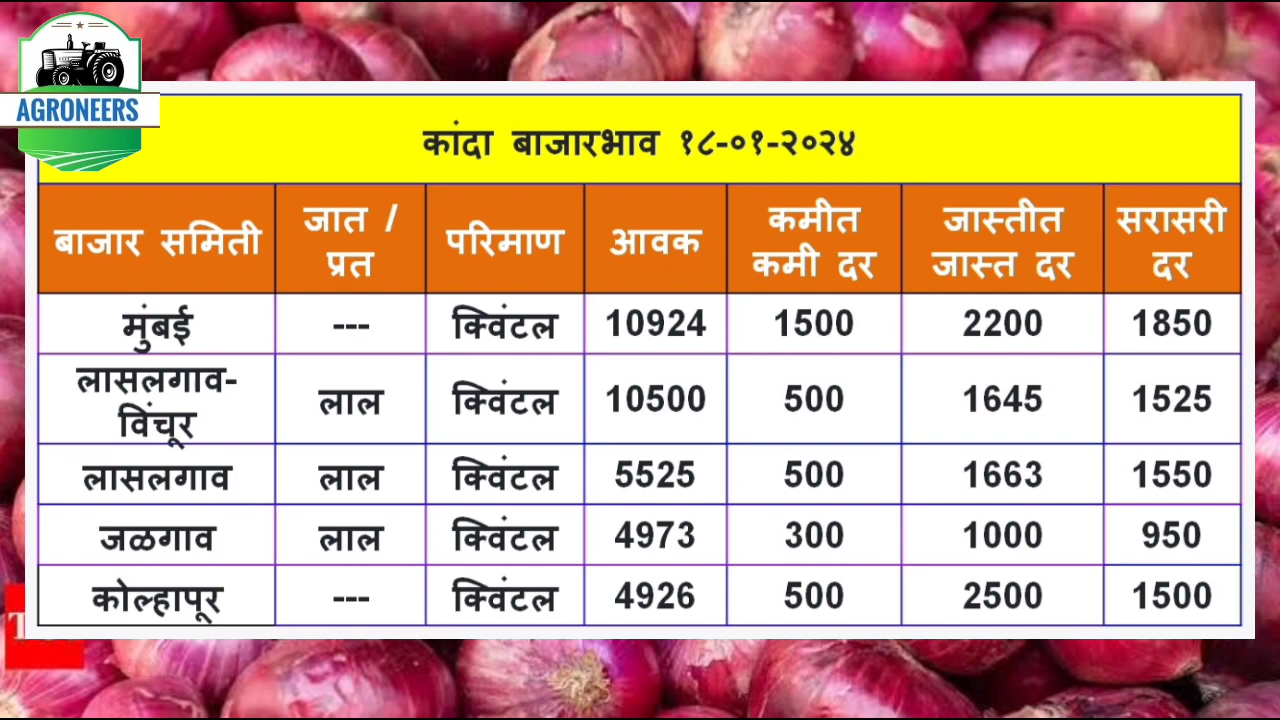 AGRONEERS
कांदा बाजारभाव १८-०१-२०२४
बाजार समिती
जात /
प्रत
परिमाण
आवक
कमीत
कमी दर
जास्तीत
जास्त दर
सरासरी
दर
मुंबई --- क्विंटल 10924 1500 2200 1850
लासलगाव-
विंचूर
लाल क्विंटल 10500 500 1645 1525
लासलगाव लाल क्विंटल 5525 500 1663 1550
जळगाव लाल क्विंटल 4973 300 1000 950
कोल्हापूर --- क्विंटल 4926 500 2500 1500